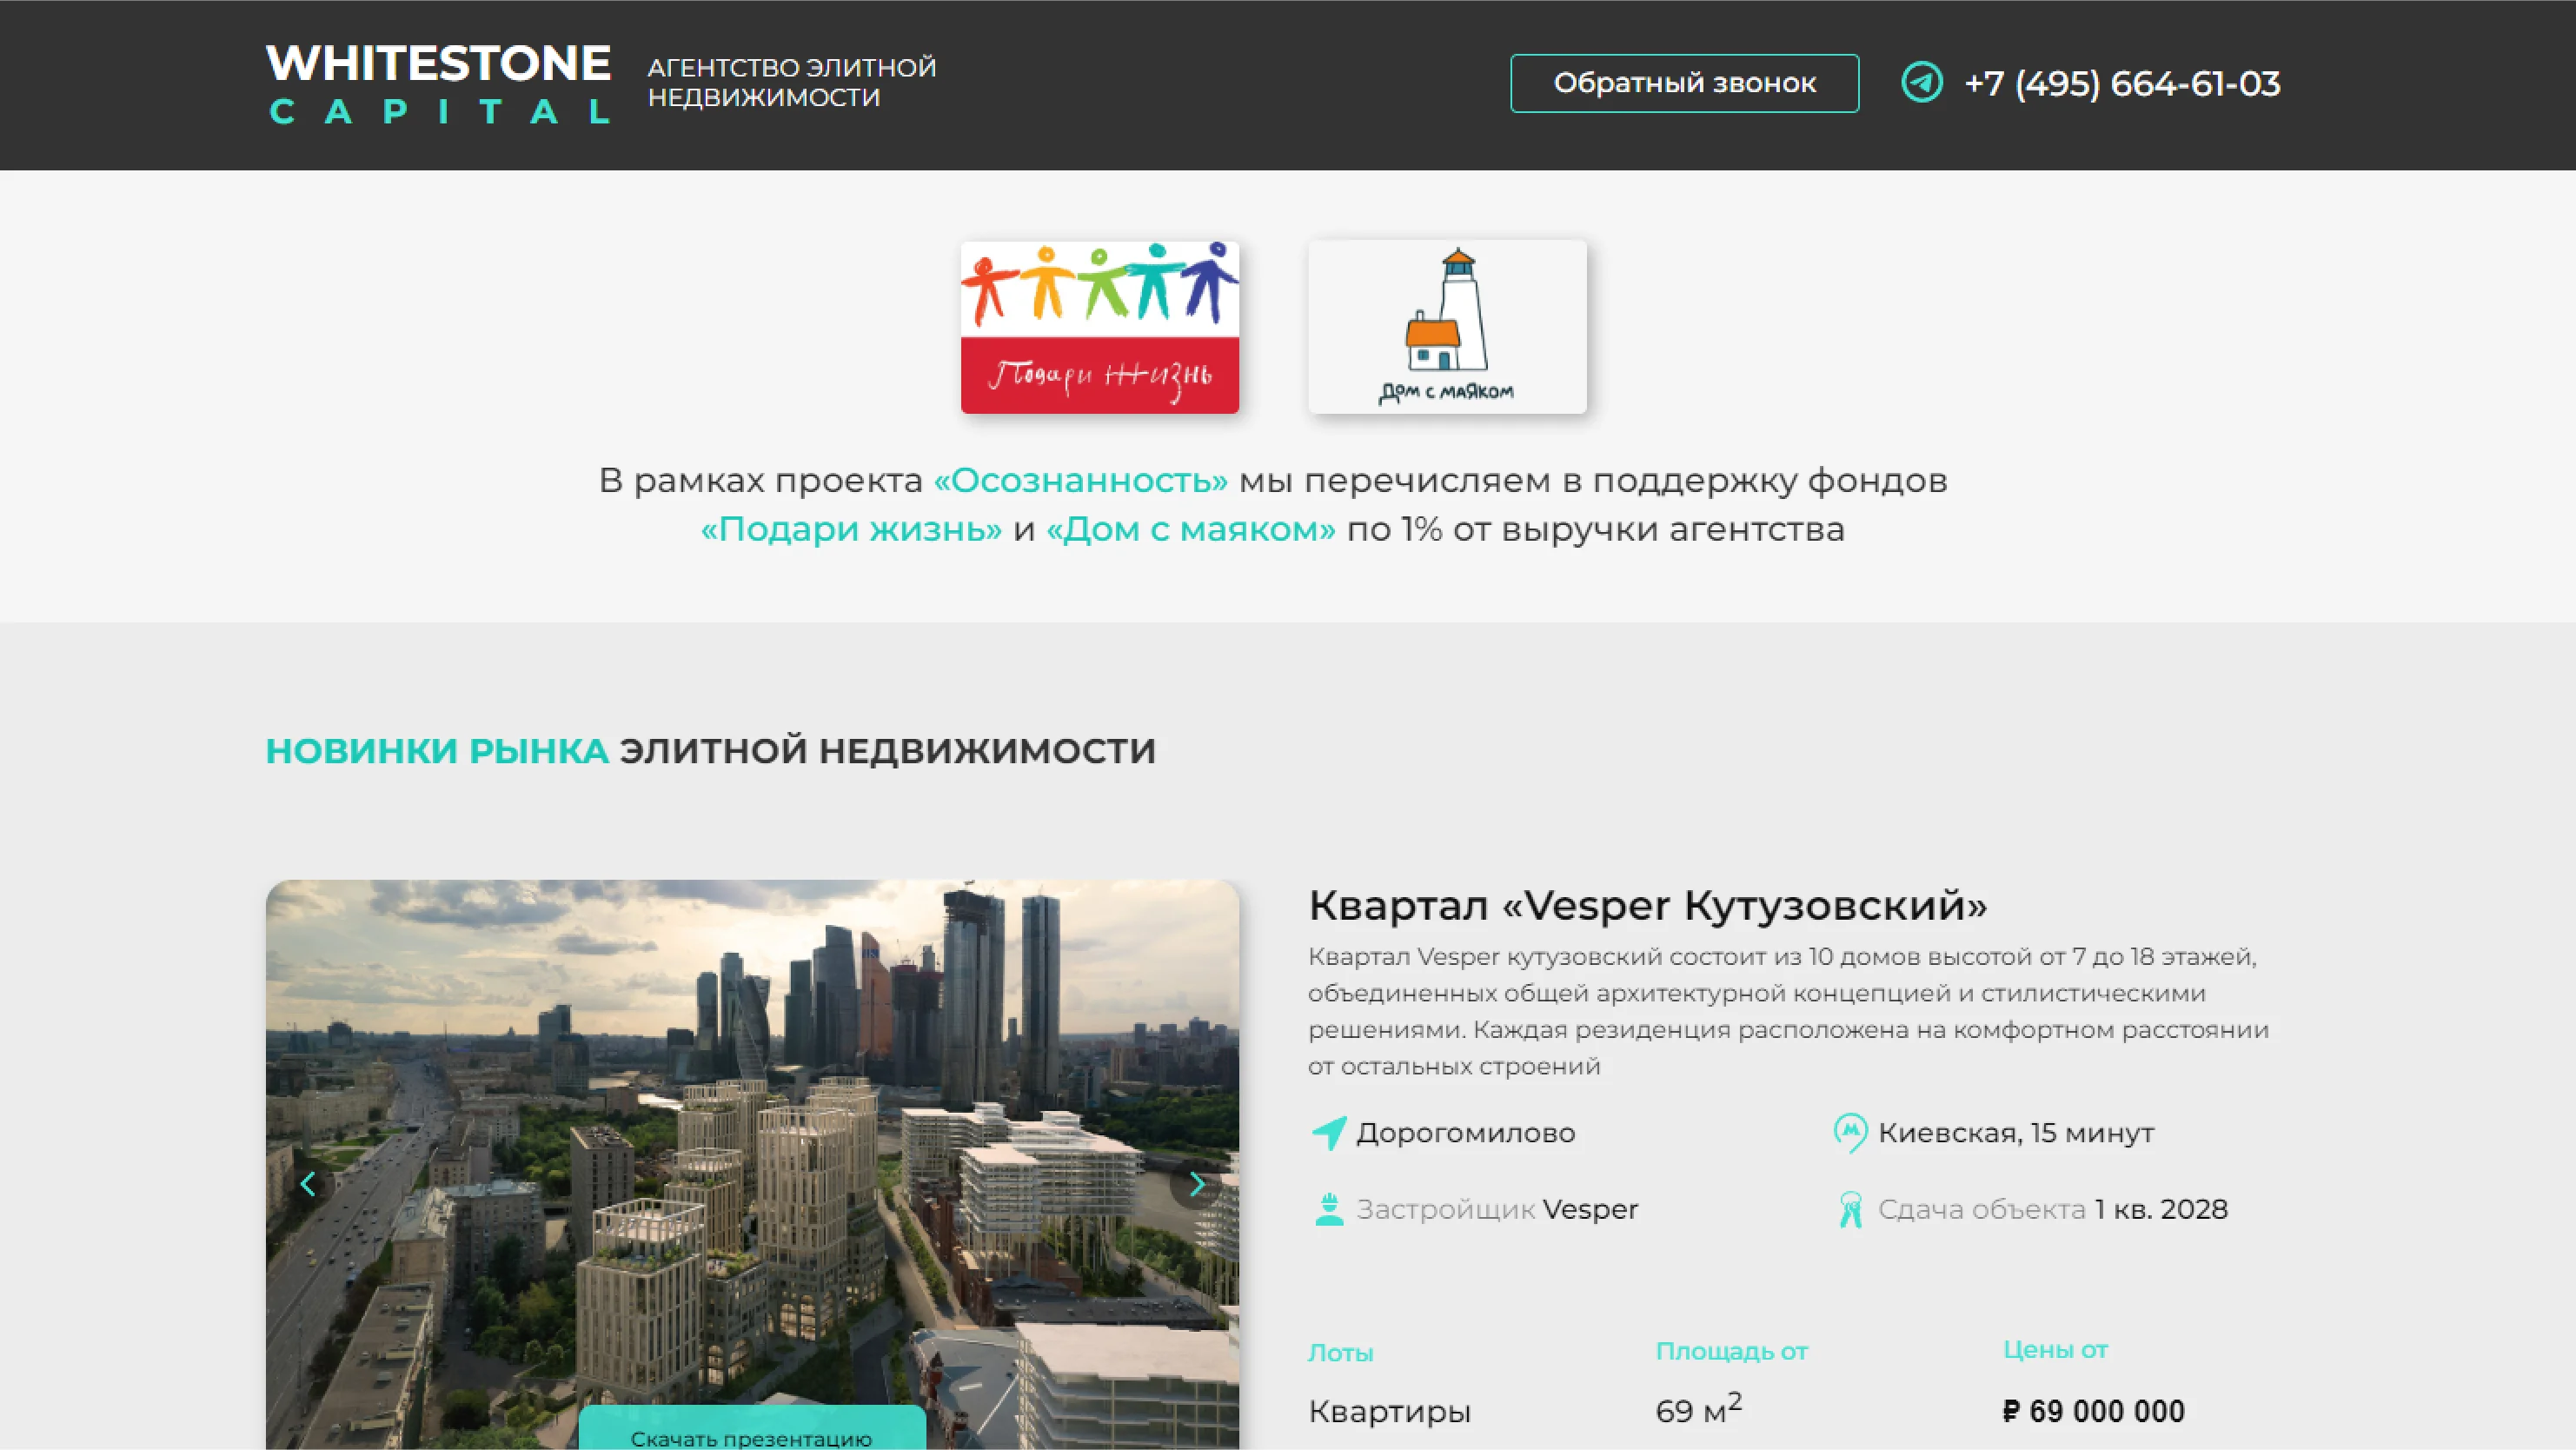 WHITESTONE
CAPITAL
АГЕНТСТВО ЭЛИТНОЙ
НЕДВИЖИМОСТИ
Обратный звонок
+7 (495) 664-61-03
Подари жизнь
Дом с маяком
В рамках проекта «Осознанность» мы перечисляем в поддержку фондов
«Подари жизнь» и «Дом с маяком» по 1% от выручки агентства
НОВИНКИ РЫНКА ЭЛИТНОЙ НЕДВИЖИМОСТИ
Квартал «Vesper Кутузовский»
Квартал Vesper кутузовский состоит из 10 домов высотой от 7 до 18 этажей,
объединенных общей архитектурной концепцией и стилистическими
решениями. Каждая резиденция расположена на комфортном расстоянии
от остальных строений
Дорогомилово
Киевская, 15 минут
Застройщик Vesper
Сдача объекта 1 кв. 2028
Лоты
Площадь от
Цены от
Квартиры
69 м²
₽ 69 000 000
Скачать презентацию